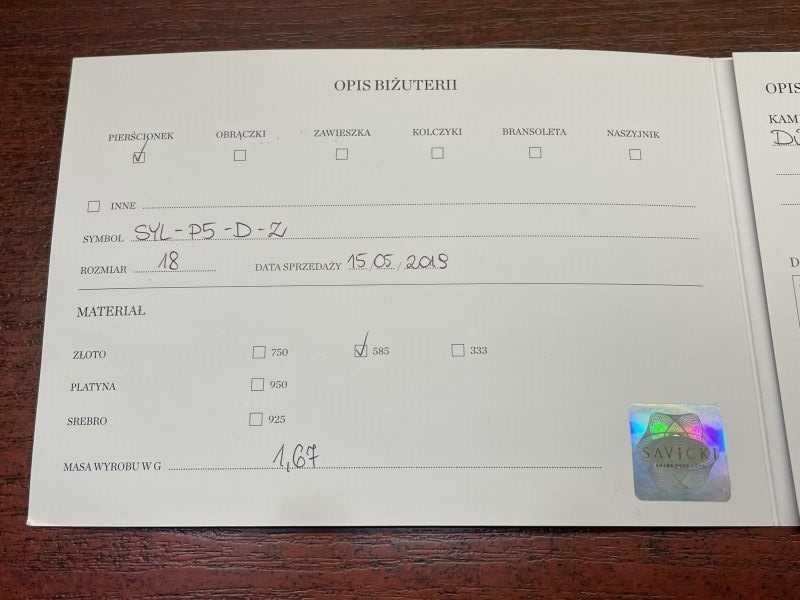 OPIS BIŻUTERII
PIERŚCIONEK OBRĄCZKI ZAWIESZKA KOLCZYKI BRANSOLETA NASZYJNIK
INNE
SYMBOL SYL-P5-D-Z
ROZMIAR 18 DATA SPRZEDAŻY 15/05/2019
MATERIAŁ
ZŁOTO 750 585 333
PLATYNA 950
SREBRO 925
MASA WYROBU W G 1,67
SAVICKI
OPIS